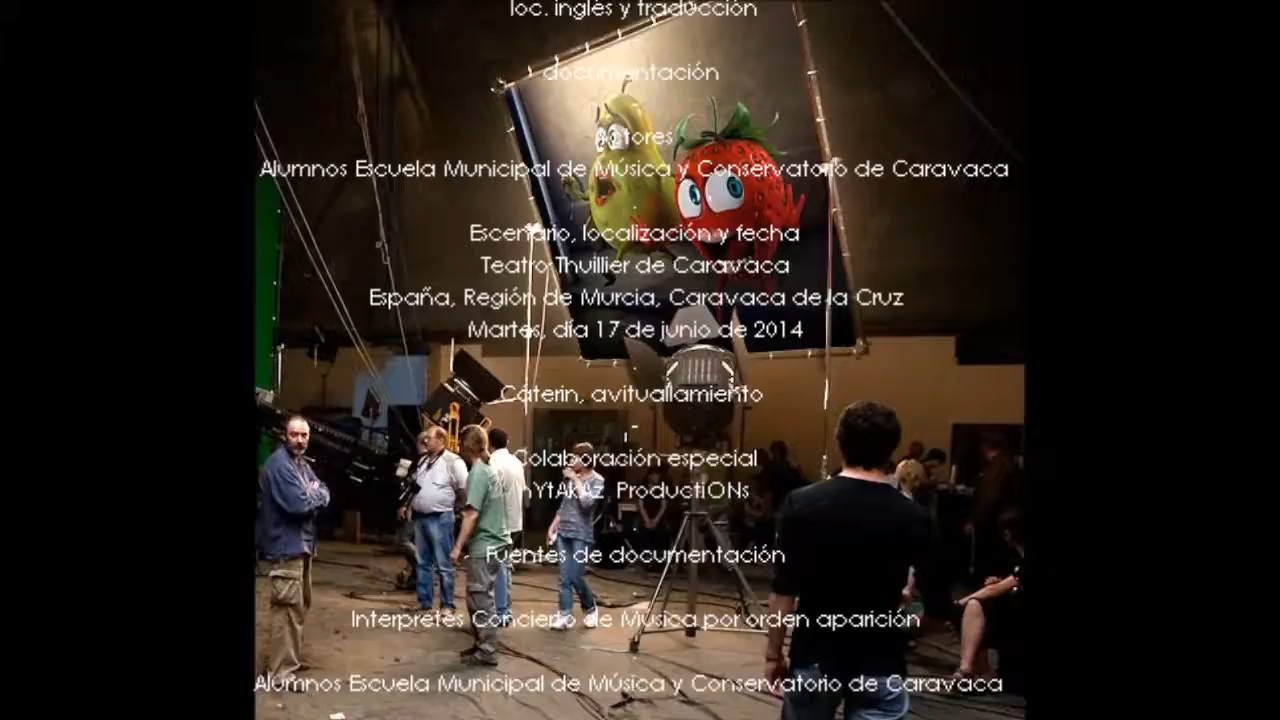 loc. inglés y traducción
documentación
Actores
Alumnos Escuela Municipal de Música y Conservatorio de Caravaca
Escenario, localización y fecha
Teatro Thuillier de Caravaca
España, Región de Murcia, Caravaca de la Cruz
Martes, día 17 de junio de 2014
Cáterin, avituallamiento
-
Colaboración especial
hYtAkAz ProductiONs
Fuentes de documentación
Interpretes Concierto de Música por orden aparición
Alumnos Escuela Municipal de Música y Conservatorio de Caravaca